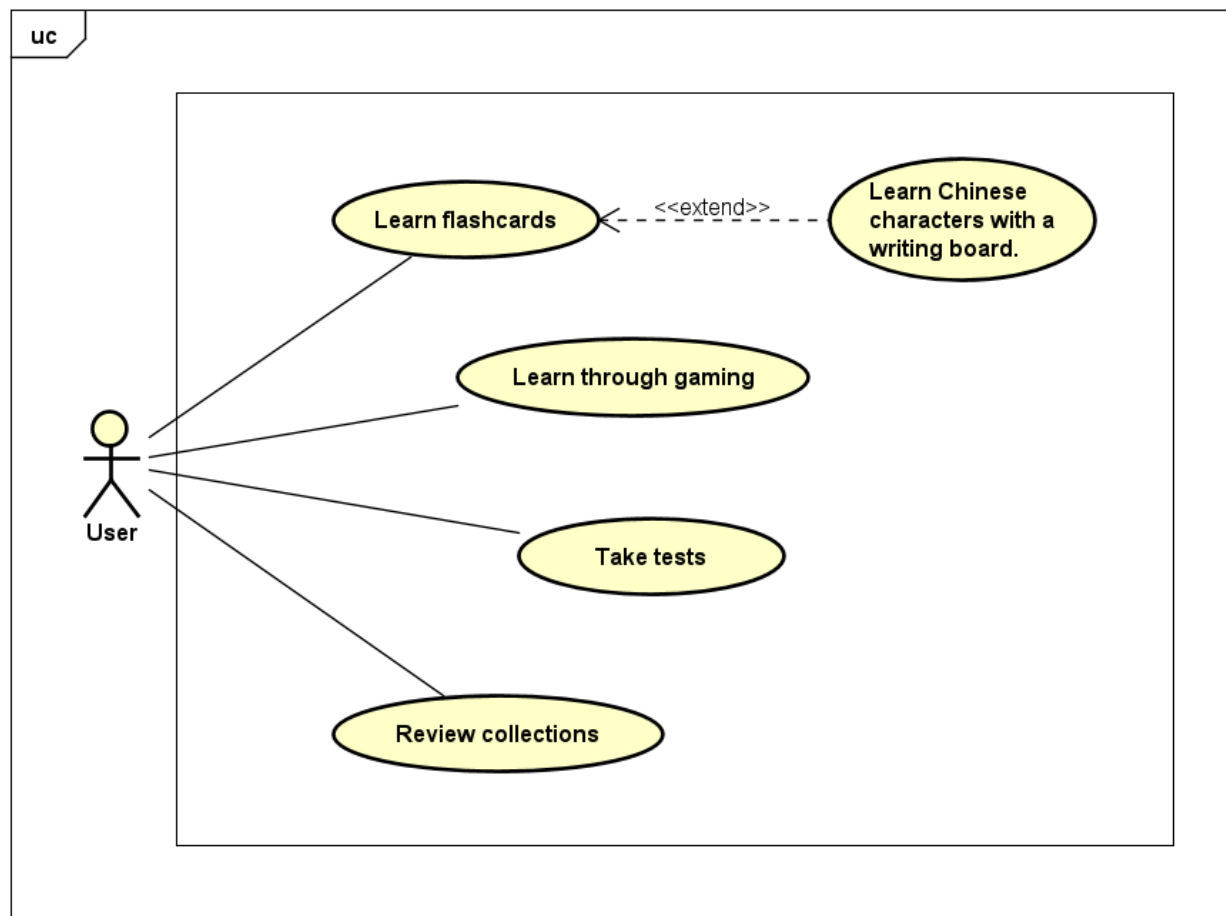 uc
Learn flashcards
<<extend>>
Learn Chinese
characters with a
writing board.
Learn through gaming
User
Take tests
Review collections